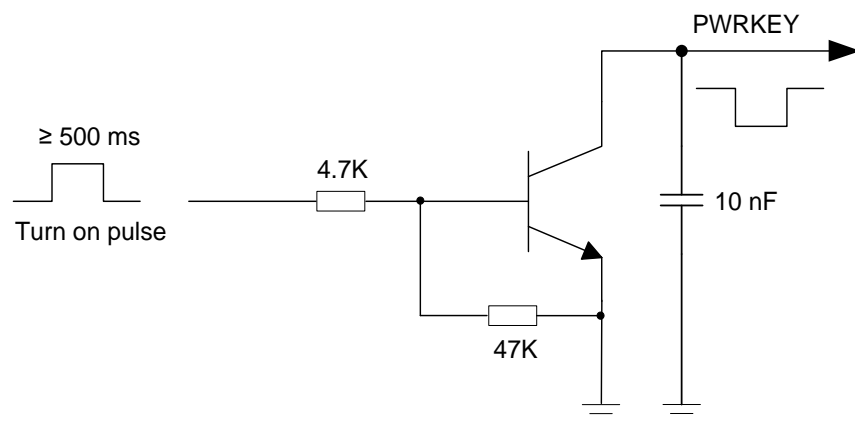 PWRKEY
≥ 500 ms
4.7K
Turn on pulse
10 nF
47K